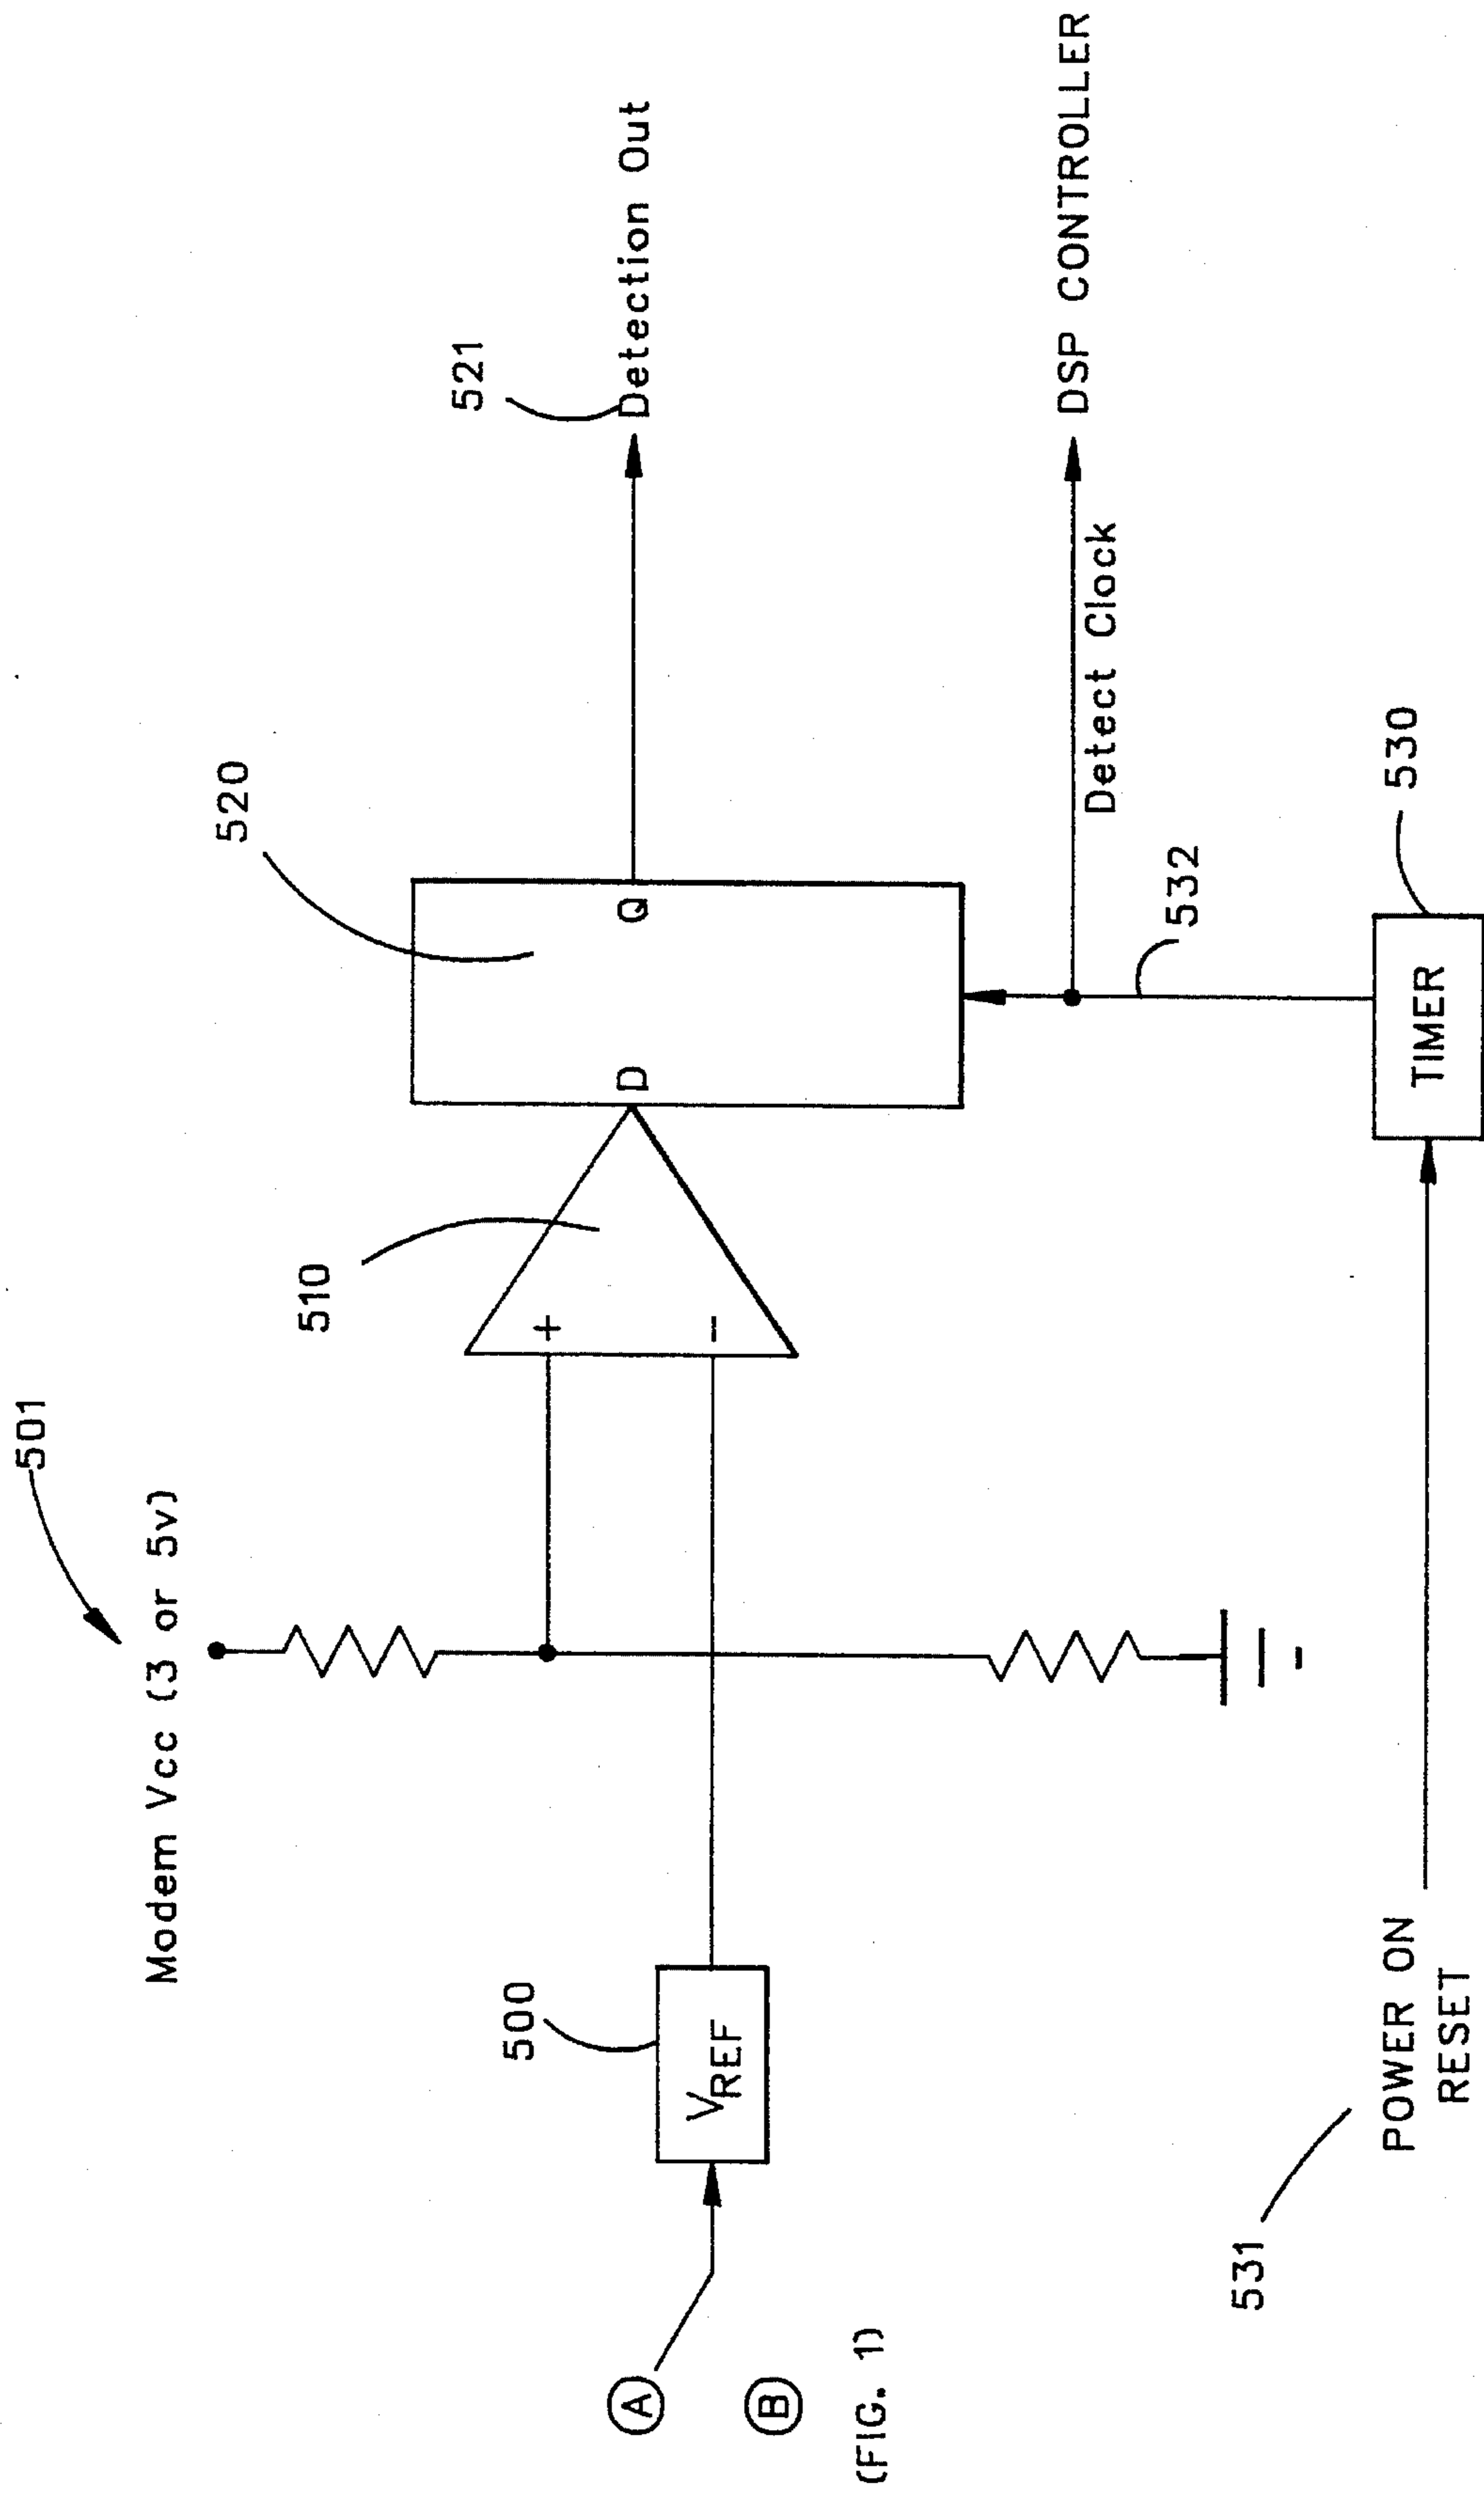 501
Modem Vcc (3 or 5v)
520
521
510
+
-
D
Q
Detection Out
500
VREF
A
B
(FIG. 1)
Detect Clock
DSP CONTROLLER
532
531
POWER ON
RESET
TIMER
530